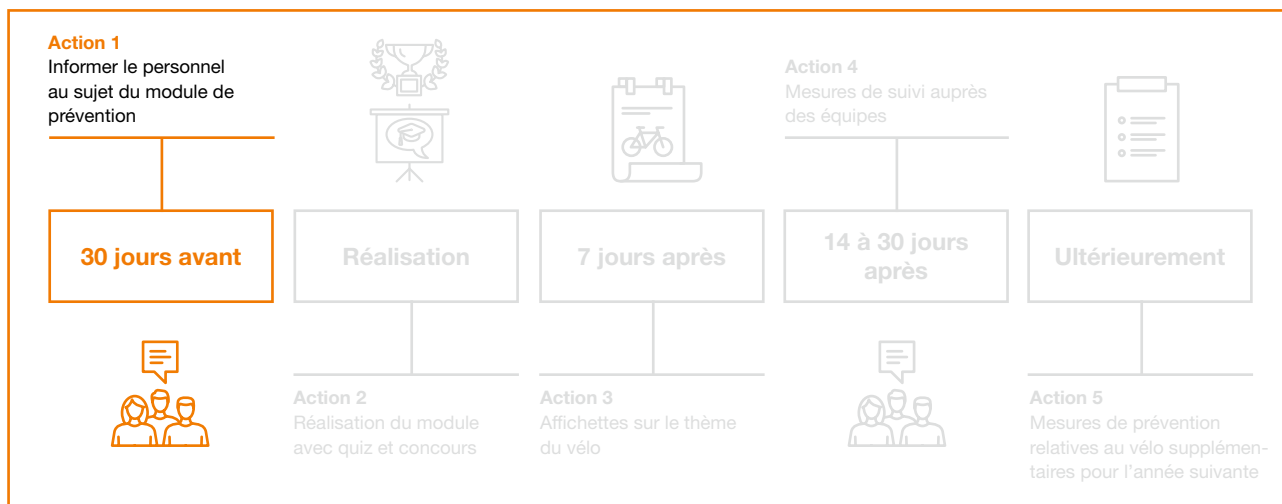 Action 1
Informer le personnel
au sujet du module de
prévention
30 jours avant
Réalisation
Action 2
Réalisation du module
avec quiz et concours
7 jours après
Action 3
Affichettes sur le thème
du vélo
Action 4
Mesures de suivi auprès
des équipes
14 à 30 jours
après
Ultérieurement
Action 5
Mesures de prévention
relatives au vélo supplémen-
taires pour l’année suivante